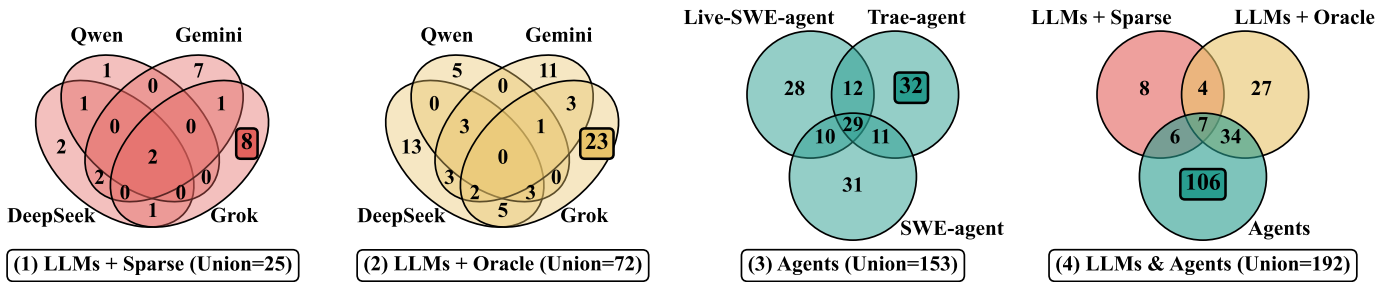 Qwen Gemini
1 7
0
1 1
0 0
2 8
2
2 0
0 0
1
DeepSeek Grok
(1) LLMs + Sparse (Union=25)
Qwen Gemini
5 11
0
0 3
3 1
13 23
0
3 0
2 3
5
DeepSeek Grok
(2) LLMs + Oracle (Union=72)
Live-SWE-agent Trae-agent
28 12 32
29
10 11
31
SWE-agent
(3) Agents (Union=153)
LLMs + Sparse LLMs + Oracle
8 4 27
7
6 34
106
Agents
(4) LLMs & Agents (Union=192)